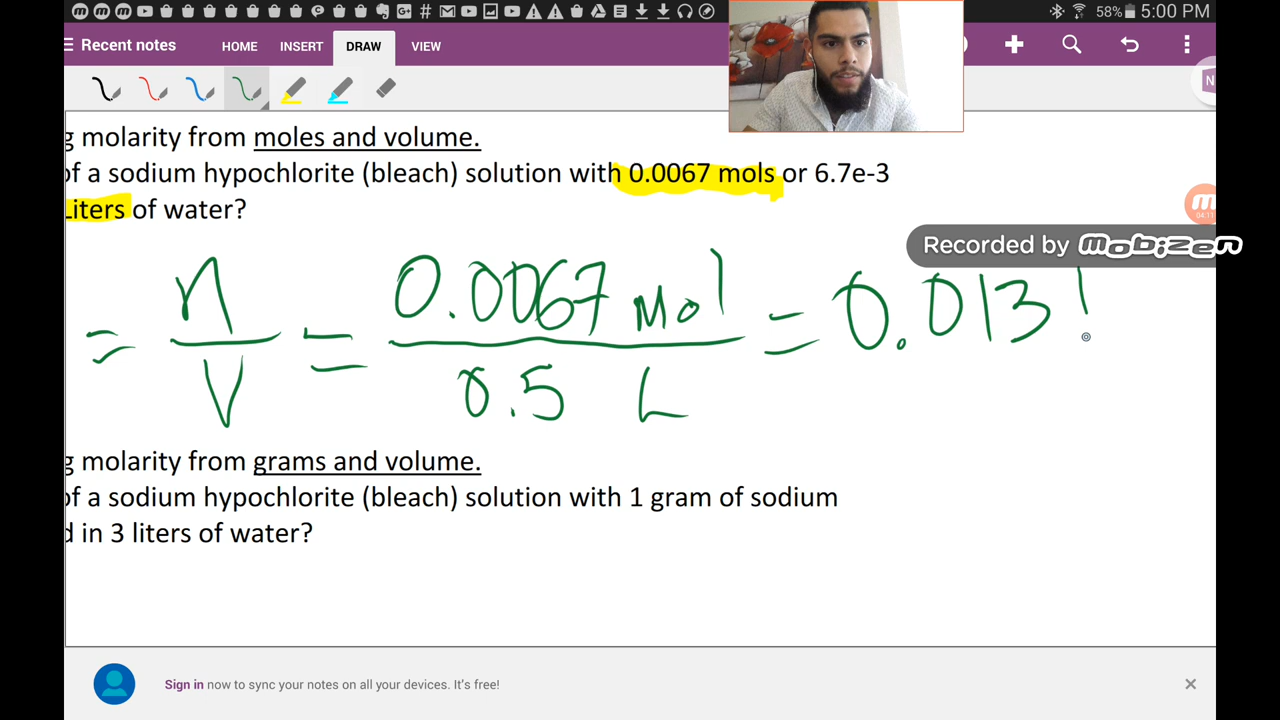 58% 5:00 PM
Recent notes HOME INSERT DRAW VIEW
g molarity from moles and volume.
of a sodium hypochlorite (bleach) solution with 0.0067 mols or 6.7e-3
Liters of water?
04:11
Recorded by mobizen
= n/V = 0.0067 mol / 0.5 L = 0.013
g molarity from grams and volume.
of a sodium hypochlorite (bleach) solution with 1 gram of sodium
d in 3 liters of water?
Sign in now to sync your notes on all your devices. It's free!